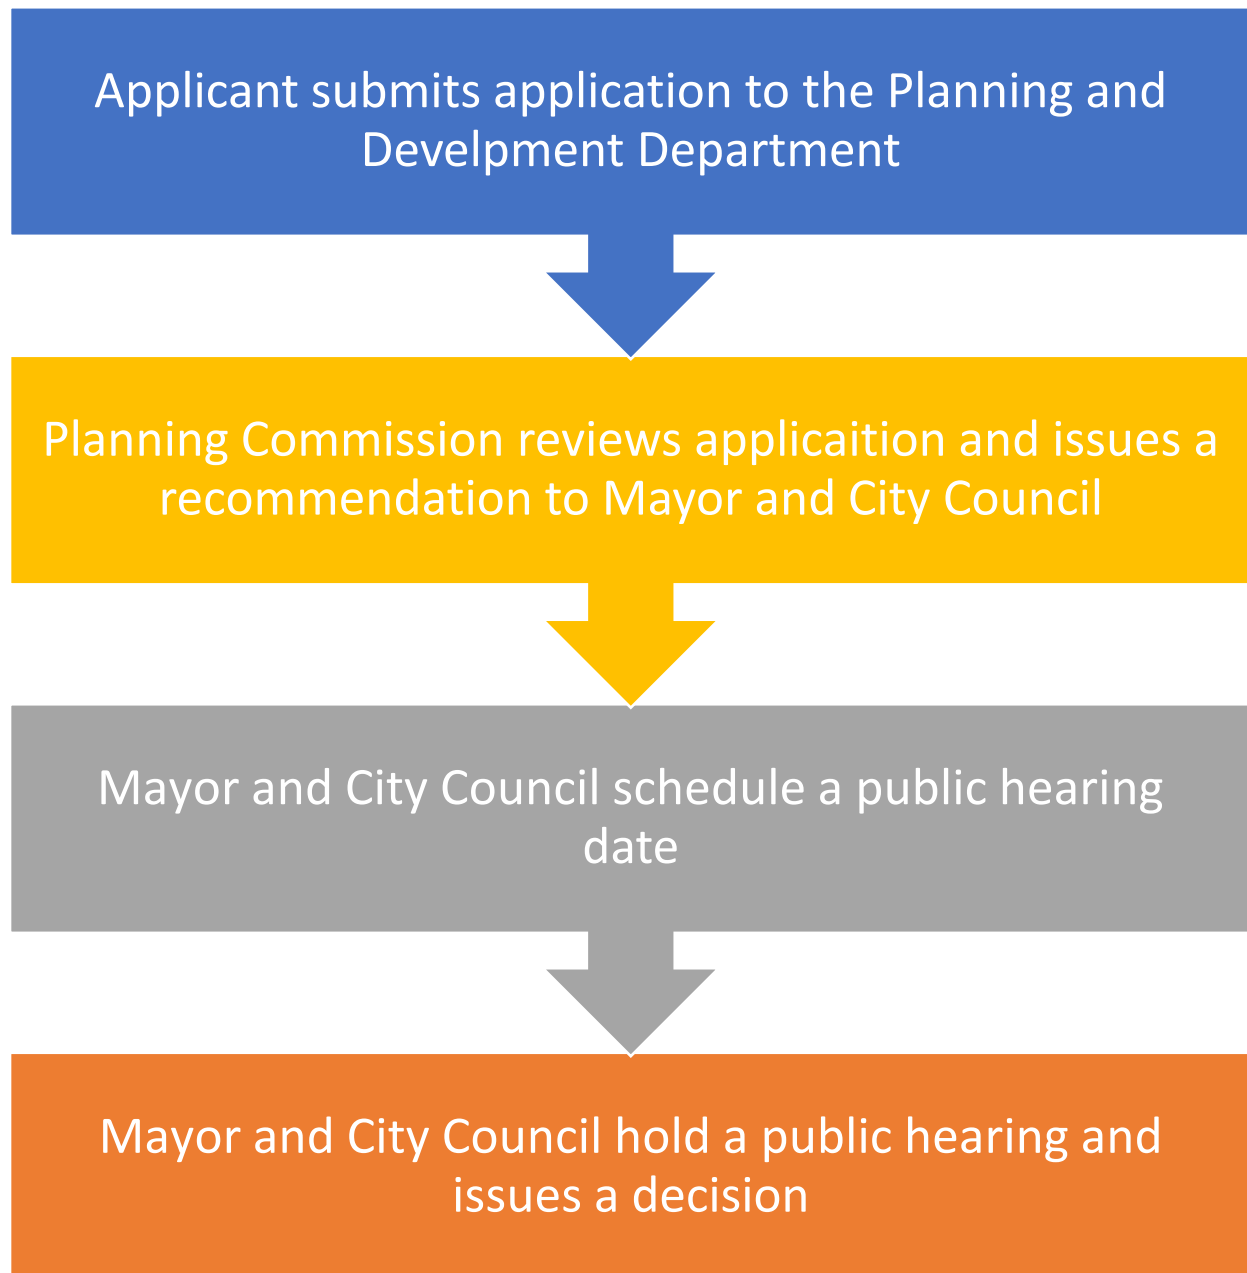 Applicant submits application to the Planning and
Develpment Department
Planning Commission reviews applicaition and issues a
recommendation to Mayor and City Council
Mayor and City Council schedule a public hearing
date
Mayor and City Council hold a public hearing and
issues a decision